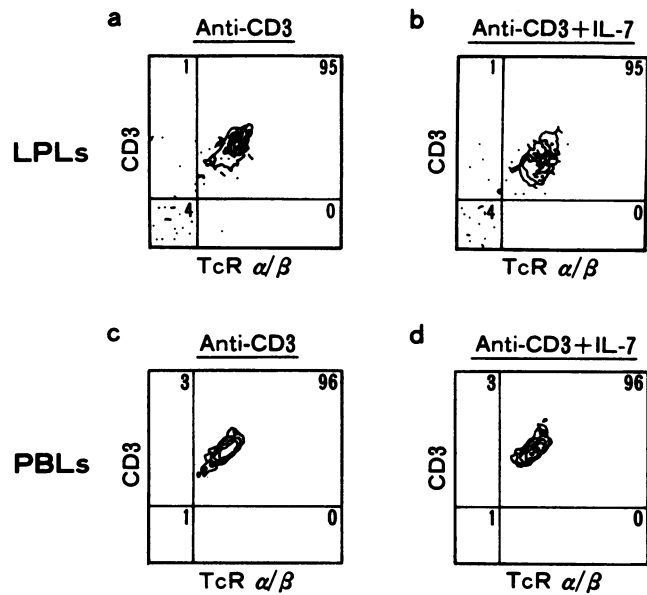 a
Anti-CD3
b
Anti-CD3+IL-7
LPLs
CD3
1
95
4
0
TcR α/β
CD3
1
95
4
0
TcR α/β
c
Anti-CD3
d
Anti-CD3+IL-7
PBLs
CD3
3
96
1
0
TcR α/β
CD3
3
96
1
0
TcR α/β